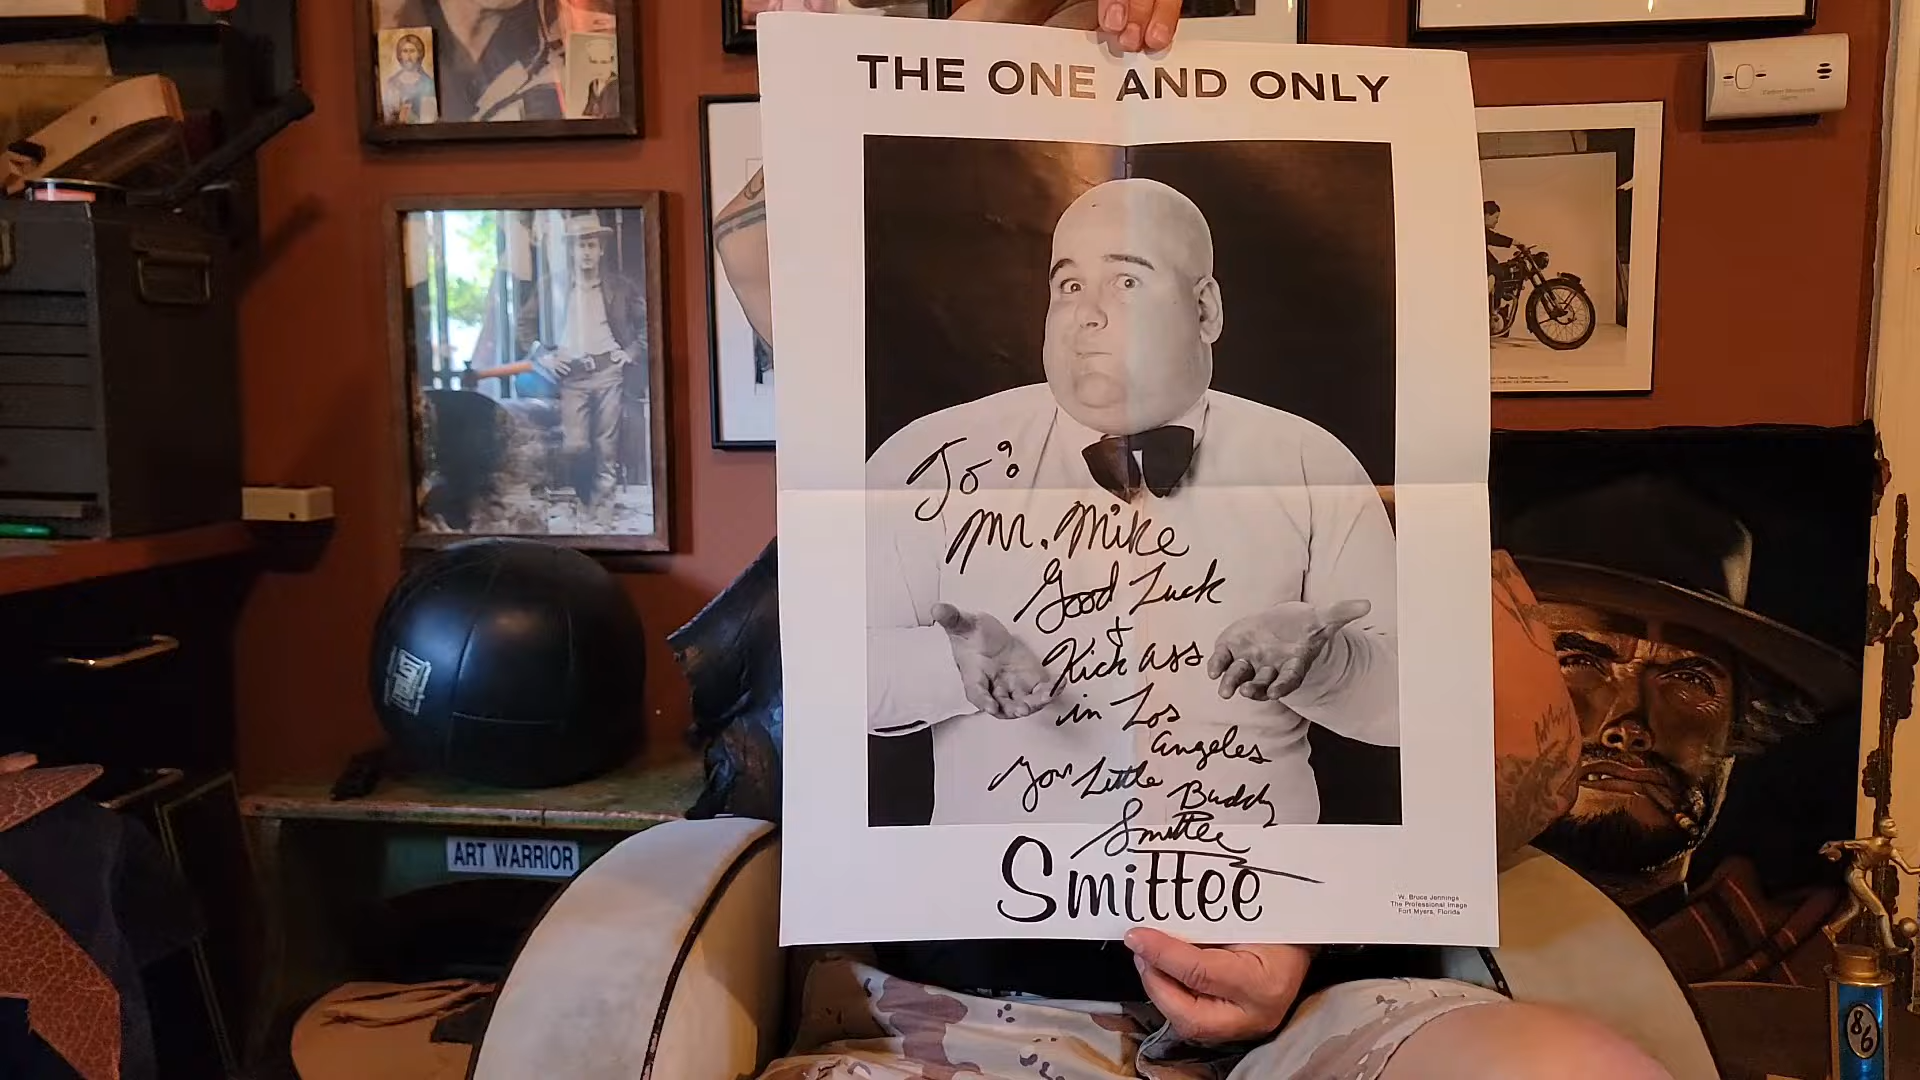 THE ONE AND ONLY
To:
Mr. Mike
Good Luck
+
Kick ass
in Los
Angeles
Your Little Buddy
Smittee
Smittee
W. Bruce Jennings
The Professional Image
Fort Myers, Florida
ART WARRIOR
86